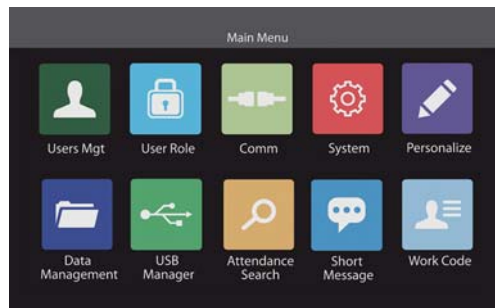 Main Menu
Users Mgt
User Role
Comm
System
Personalize
Data
Management
USB
Manager
Attendance
Search
Short
Message
Work Code